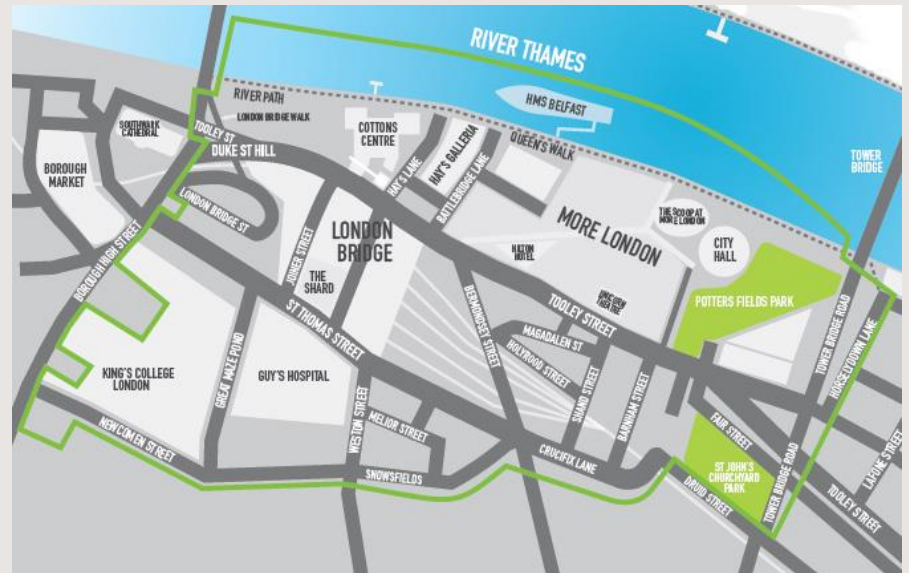 RIVER THAMES
HMS BELFAST
TOWER
BRIDGE
RIVER PATH
LONDON BRIDGE WALK
SOUTHWARK
CATHEDRAL
TOOLEY ST
DUKE ST HILL
COTTONS
CENTRE
HAY'S LANE
HAY'S GALLERIA
BATTLEBRIDGE LANE
QUEEN'S WALK
BOROUGH
MARKET
LONDON BRIDGE ST
BOROUGH HIGH STREET
JOINER STREET
LONDON
BRIDGE
THE
SHARD
MORE LONDON
THE SCOOP AT
MORE LONDON
CITY
HALL
HILTON
HOTEL
UNICORN
THEATRE
POTTERS FIELDS PARK
TOWER BRIDGE ROAD
HORSELYDOWN LANE
ST THOMAS STREET
BERMONDSEY STREET
TOOLEY STREET
MAGADALEN ST
HOLYROOD STREET
SHAND STREET
BARNHAM STREET
KING'S COLLEGE
LONDON
GREAT MAZE POND
GUY'S HOSPITAL
WESTON STREET
MELIOR STREET
NEWCOMEN STREET
SNOWSFIELDS
CRUCIFIX LANE
FAIR STREET
ST JOHN'S
CHURCHYARD
PARK
DRUID STREET
TOWER BRIDGE ROAD
TOOLEY STREET
LAFONE STREET